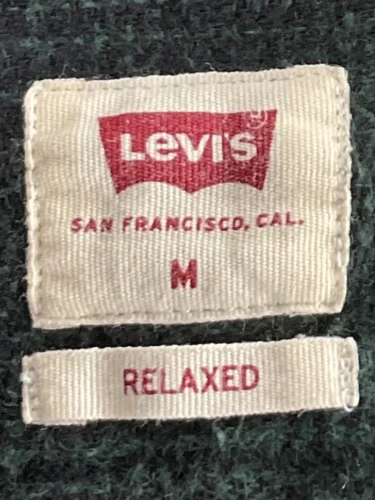 Levi's®
SAN FRANCISCO, CAL.
M
RELAXED